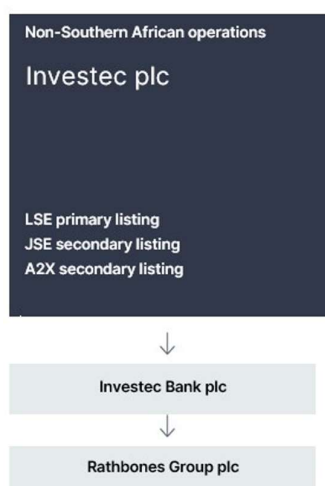 Non-Southern African operations
Investec plc
LSE primary listing
JSE secondary listing
A2X secondary listing
Investec Bank plc
Rathbones Group plc